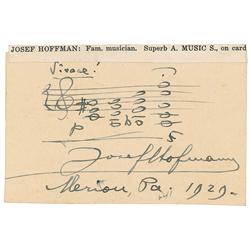 JOSEF HOFFMAN: Fam. musician. Superb A. MUSIC S., on card
Vivace!
p
Josef Hofmann
Merion, Pa. 1929-